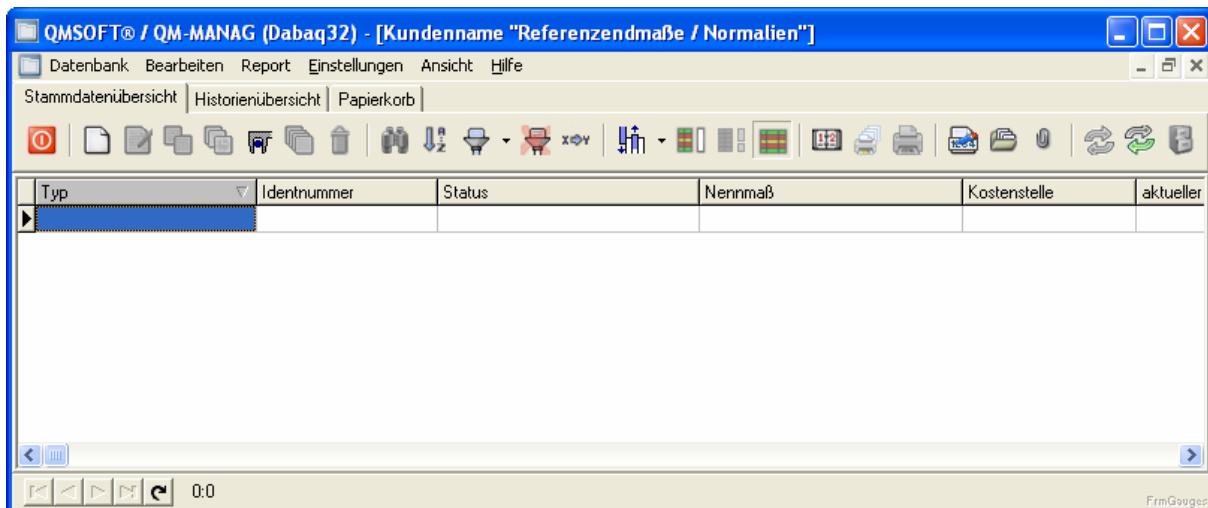 QMSOFT® / QM-MANAG (Dabaq32) - [Kundenname "Referenzendmaße / Normalien"]
Datenbank Bearbeiten Report Einstellungen Ansicht Hilfe
Stammdatenübersicht Historienübersicht Papierkorb
Typ Identnummer Status Nennmaß Kostenstelle aktueller
0:0
FrmGauges